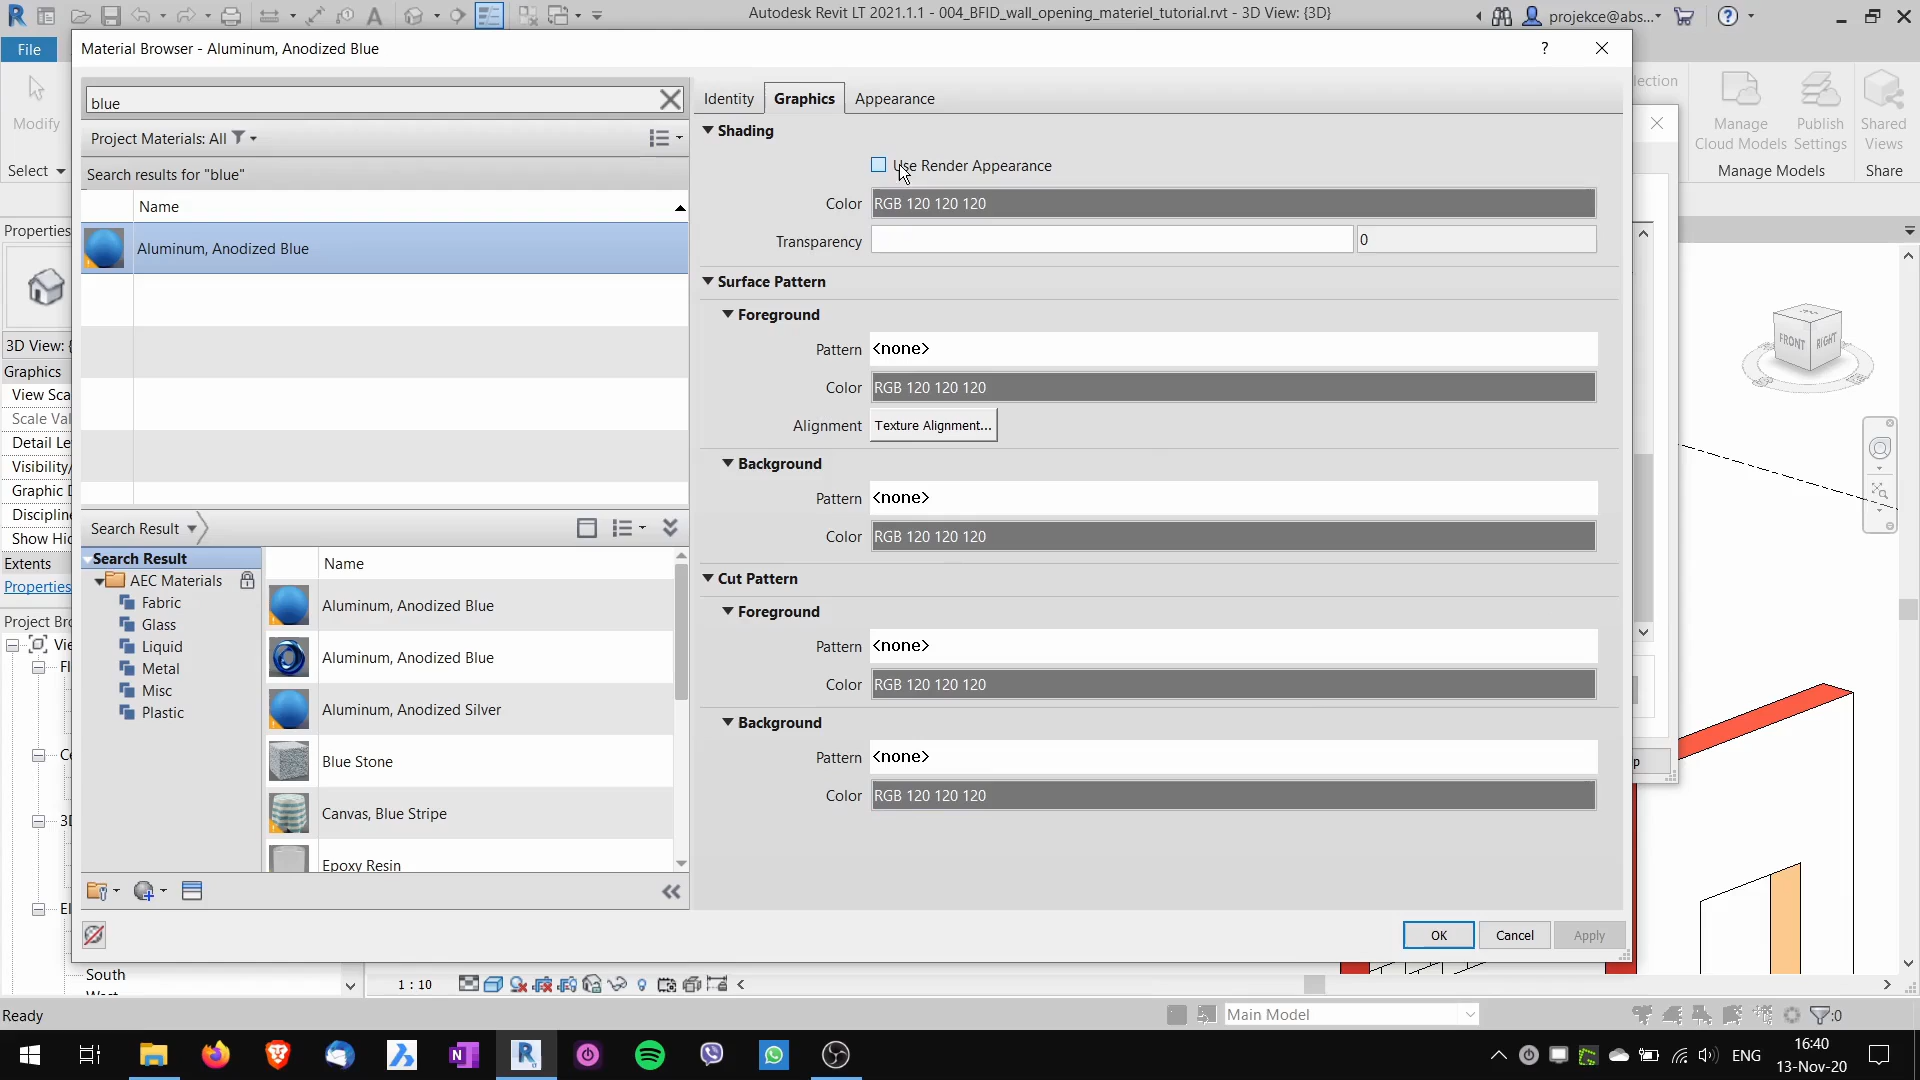 Autodesk Revit LT 2021.1.1 - 004_BFID_wall_opening_materiel_tutorial.rvt - 3D View: {3D}
projekce@abs...
File
Material Browser - Aluminum, Anodized Blue
?
Modify
Select
blue
Project Materials: All
Search results for "blue"
Name
Aluminum, Anodized Blue
Search Result
Search Result
AEC Materials
Fabric
Glass
Liquid
Metal
Misc
Plastic
Name
Aluminum, Anodized Blue
Aluminum, Anodized Blue
Aluminum, Anodized Silver
Blue Stone
Canvas, Blue Stripe
Epoxy Resin
Identity
Graphics
Appearance
Shading
Use Render Appearance
Color
RGB 120 120 120
Transparency
0
Surface Pattern
Foreground
Pattern
<none>
Color
RGB 120 120 120
Alignment
Texture Alignment...
Background
Pattern
<none>
Color
RGB 120 120 120
Cut Pattern
Foreground
Pattern
<none>
Color
RGB 120 120 120
Background
Pattern
<none>
Color
RGB 120 120 120
OK
Cancel
Apply
lection
Manage
Cloud Models
Publish
Settings
Shared
Views
Manage Models
Share
FRONT
RIGHT
p
Properties
3D View: {
Graphics
View Sca
Scale Val
Detail Le
Visibility/
Graphic D
Discipline
Show Hid
Extents
Properties
Project Bro
Vie
Fl
Ce
3D
El
South
1 : 10
Ready
Main Model
:0
ENG
16:40
13-Nov-20